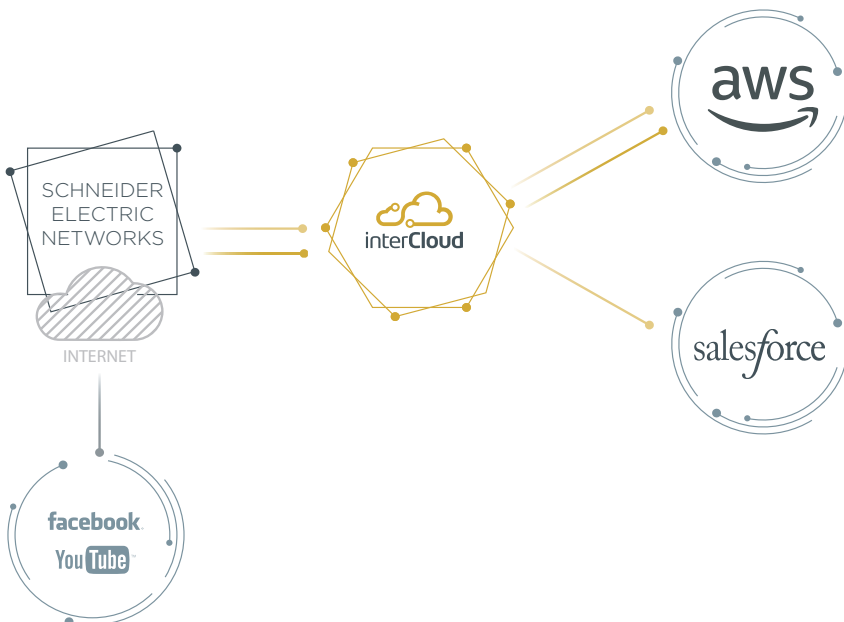 SCHNEIDER
ELECTRIC
NETWORKS
INTERNET
interCloud
aws
salesforce
facebook.
YouTube